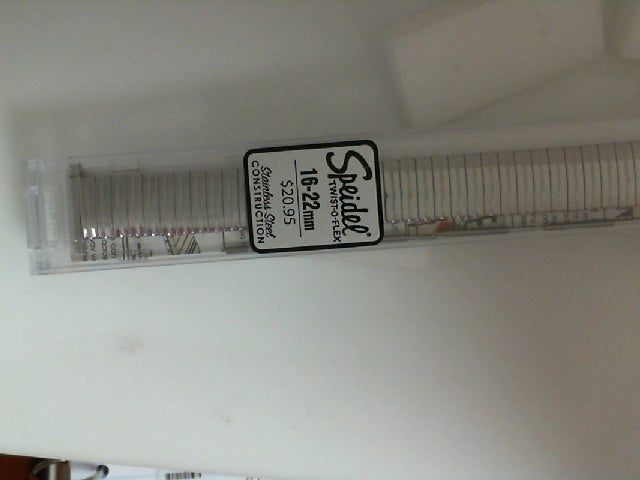 Speidel®
TWIST-O-FLEX
16-22mm
$20.95
Stainless Steel
CONSTRUCTION